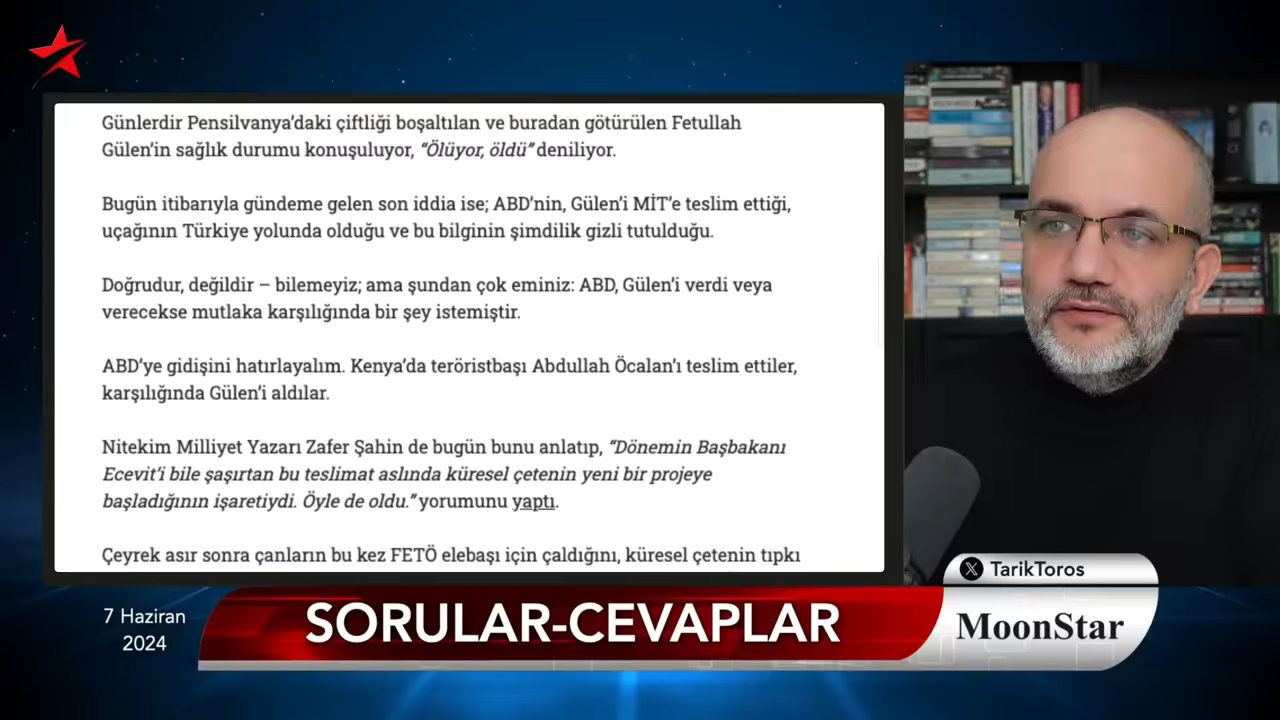 Günlerdir Pensilvanya’daki çiftliği boşaltılan ve buradan götürülen Fetullah
Gülen’in sağlık durumu konuşuluyor, “Ölüyor, öldü” deniliyor.
Bugün itibarıyla gündeme gelen son iddia ise; ABD’nin, Gülen’i MİT’e teslim ettiği,
uçağının Türkiye yolunda olduğu ve bu bilginin şimdilik gizli tutulduğu.
Doğrudur, değildir – bilemeyiz; ama şundan çok eminiz: ABD, Gülen’i verdi veya
verecekse mutlaka karşılığında bir şey istemiştir.
ABD’ye gidişini hatırlayalım. Kenya’da teröristbaşı Abdullah Öcalan’ı teslim ettiler,
karşılığında Gülen’i aldılar.
Nitekim Milliyet Yazarı Zafer Şahin de bugün bunu anlatıp, “Dönemin Başbakanı
Ecevit’i bile şaşırtan bu teslimat aslında küresel çetenin yeni bir projeye
başladığının işaretiydi. Öyle de oldu.” yorumunu yaptı.
Çeyrek asır sonra çanların bu kez FETÖ elebaşı için çaldığını, küresel çetenin tıpkı
X TarikToros
7 Haziran
2024
SORULAR-CEVAPLAR
MoonStar